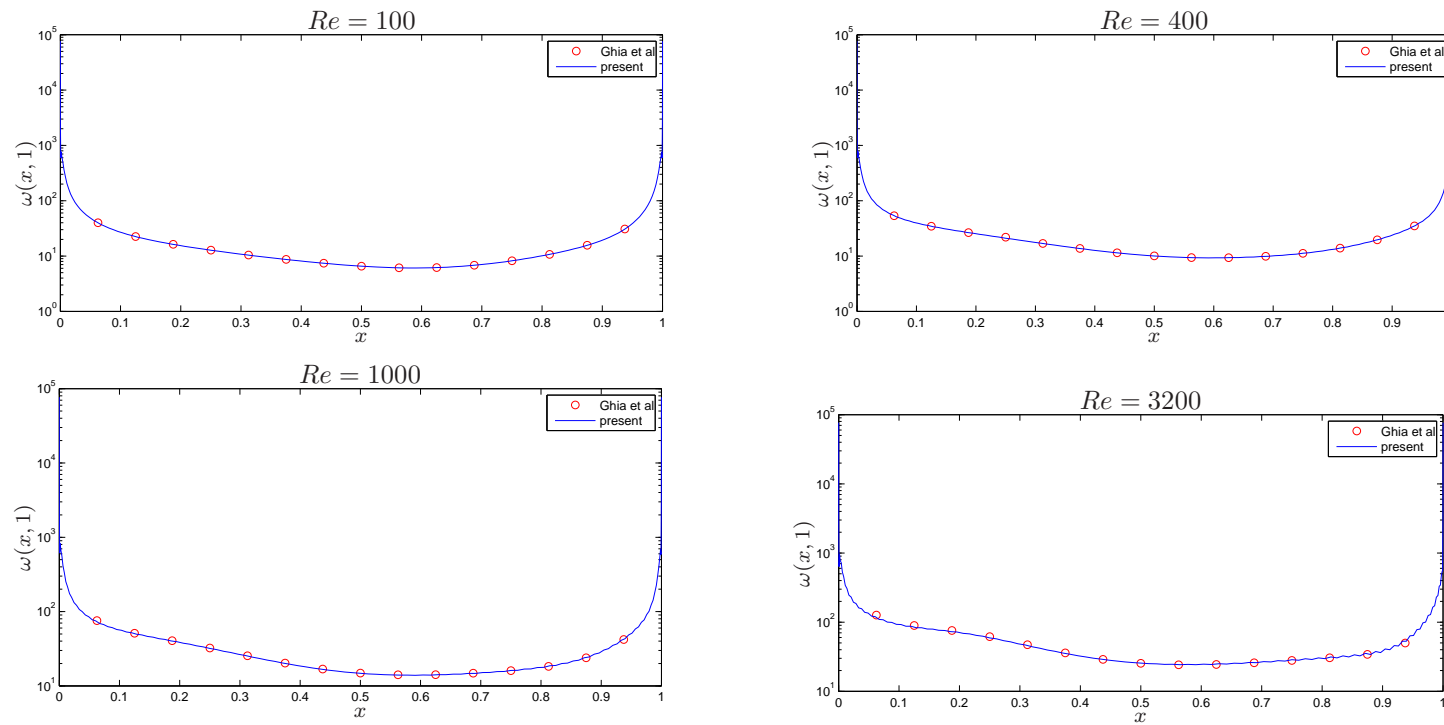 Re = 100
10^5
10^4
10^3
10^2
10^1
10^0
ω(x, 1)
Ghia et al
present
0 0.1 0.2 0.3 0.4 0.5 0.6 0.7 0.8 0.9 1
x
Re = 400
10^5
10^4
10^3
10^2
10^1
10^0
ω(x, 1)
Ghia et al
present
0 0.1 0.2 0.3 0.4 0.5 0.6 0.7 0.8 0.9
x
Re = 1000
10^5
10^4
10^3
10^2
10^1
ω(x, 1)
Ghia et al
present
0 0.1 0.2 0.3 0.4 0.5 0.6 0.7 0.8 0.9 1
x
Re = 3200
10^5
10^4
10^3
10^2
10^1
ω(x, 1)
Ghia et al
present
0 0.1 0.2 0.3 0.4 0.5 0.6 0.7 0.8 0.9 1
x